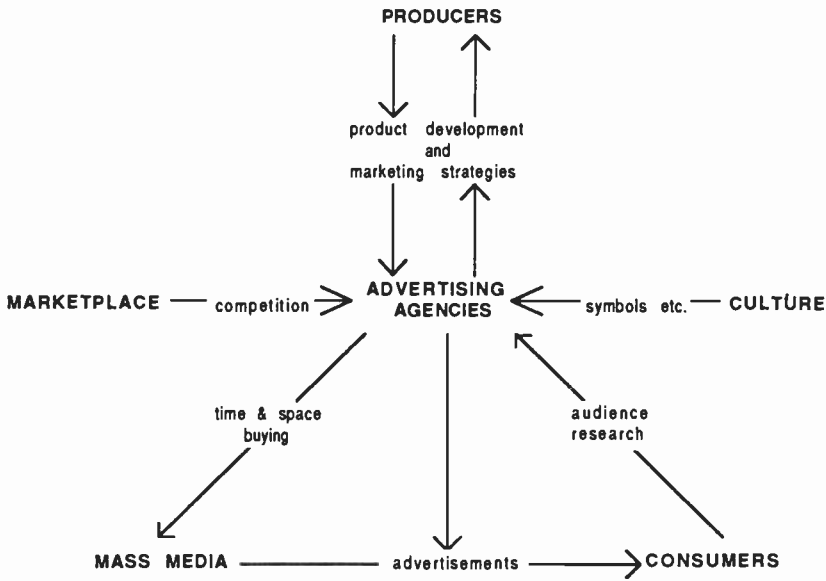 PRODUCERS
product development
and
marketing strategies
MARKETPLACE competition ADVERTISING AGENCIES symbols etc. CULTURE
time & space
buying
audience
research
MASS MEDIA advertisements CONSUMERS